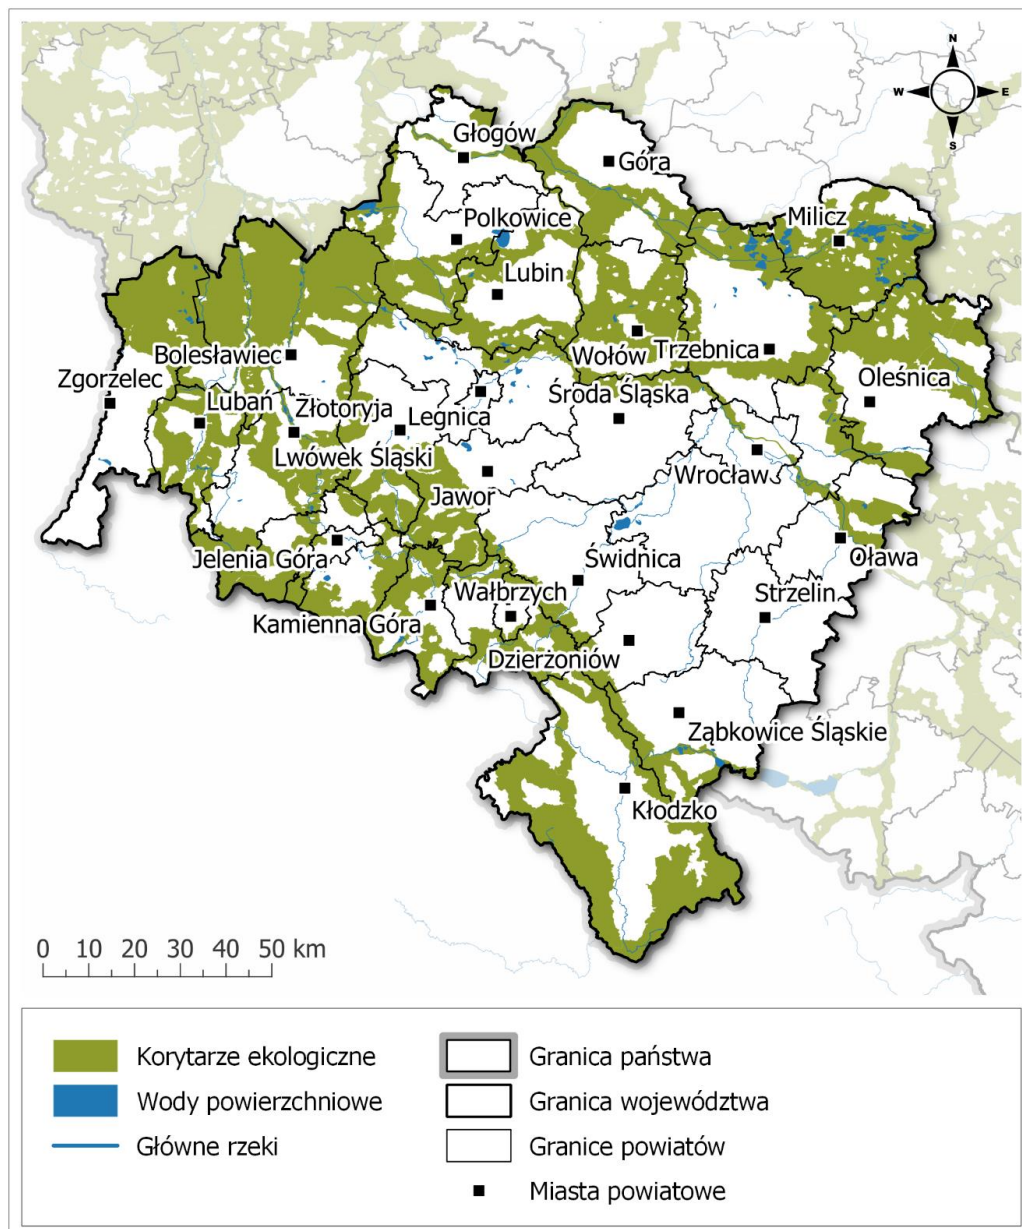 N
W E
S
Głogów
Góra
Polkowice
Milicz
Lubin
Bolesławiec
Wołów
Trzebnica
Zgorzelec
Lubań
Złotoryja
Legnica
Środa Śląska
Oleśnica
Lwówek Śląski
Jawor
Wrocław
Jelenia Góra
Świdnica
Oława
Kamienna Góra
Wałbrzych
Strzelin
Dzierżoniów
Ząbkowice Śląskie
Kłodzko
0 10 20 30 40 50 km
Korytarze ekologiczne
Wody powierzchniowe
Główne rzeki
Granica państwa
Granica województwa
Granice powiatów
Miasta powiatowe